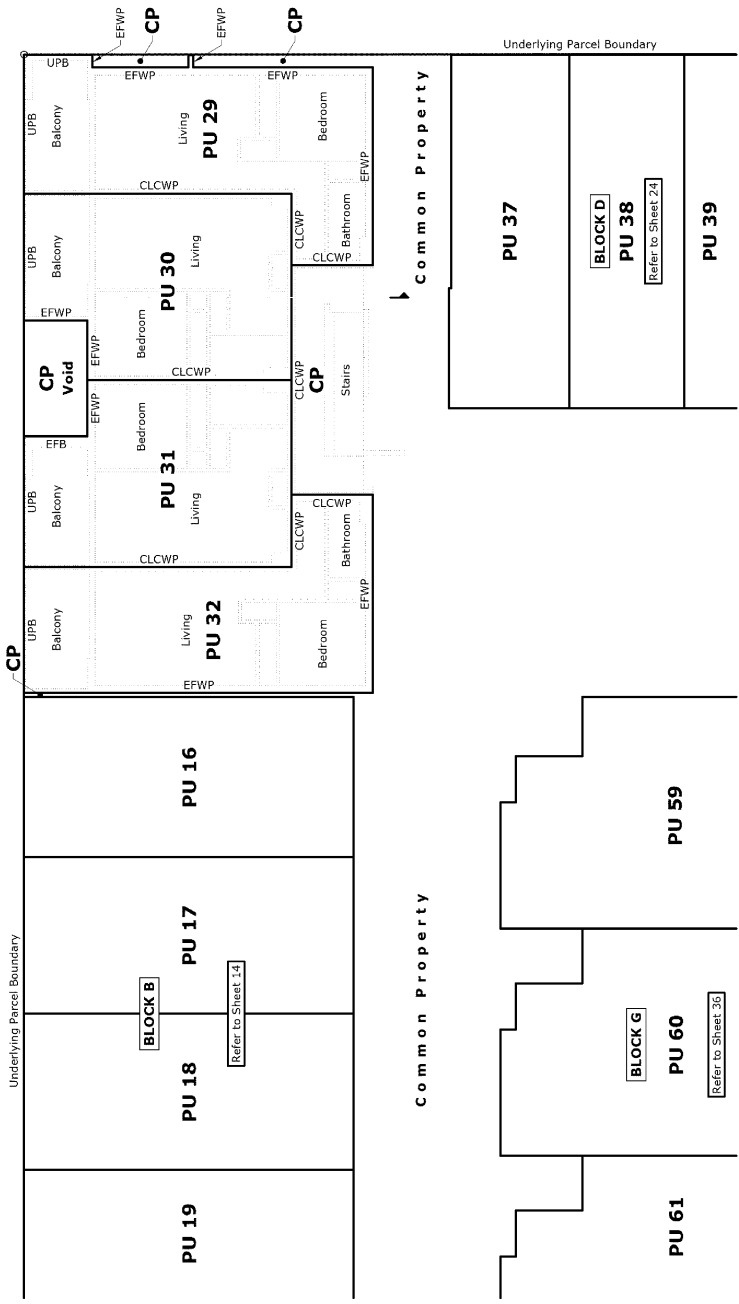 EFWP
CP
EFWP
CP
Underlying Parcel Boundary
UPB
EFWP
EFWP
UPB
Balcony
Living
PU 29
Bedroom
EFWP
CLCWP
CLCWP
Bathroom
CLCWP
Common Property
PU 37
BLOCK D
PU 38
Refer to Sheet 24
PU 39
UPB
Balcony
PU 30
Living
EFWP
EFWP
Bedroom
CLCWP
CP
Void
EFWP
CLCWP
CP
Stairs
EFB
Bedroom
UPB
Balcony
PU 31
Living
CLCWP
CLCWP
CLCWP
Bathroom
EFWP
UPB
Balcony
Living
PU 32
Bedroom
CP
EFWP
PU 16
PU 17
BLOCK B
Refer to Sheet 14
PU 18
PU 19
Underlying Parcel Boundary
Common Property
PU 59
BLOCK G
PU 60
Refer to Sheet 36
PU 61